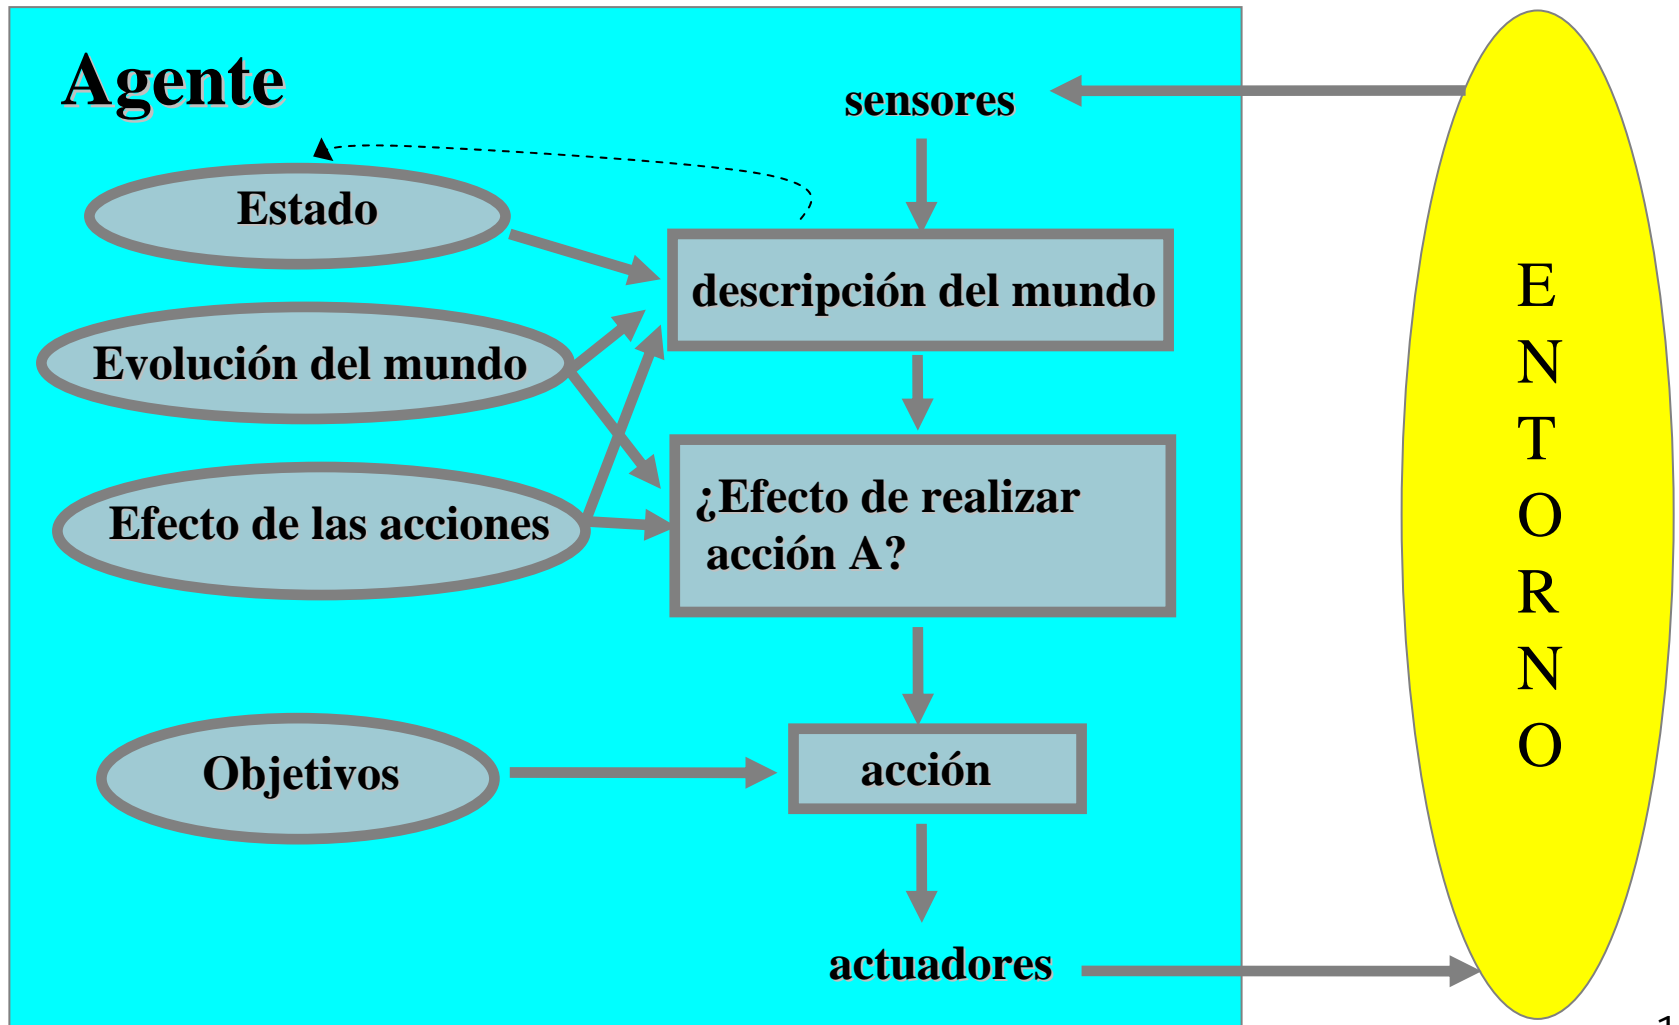 Agente
sensores
Estado
descripción del mundo
Evolución del mundo
¿Efecto de realizar
acción A?
Efecto de las acciones
Objetivos
acción
actuadores
E
N
T
O
R
N
O